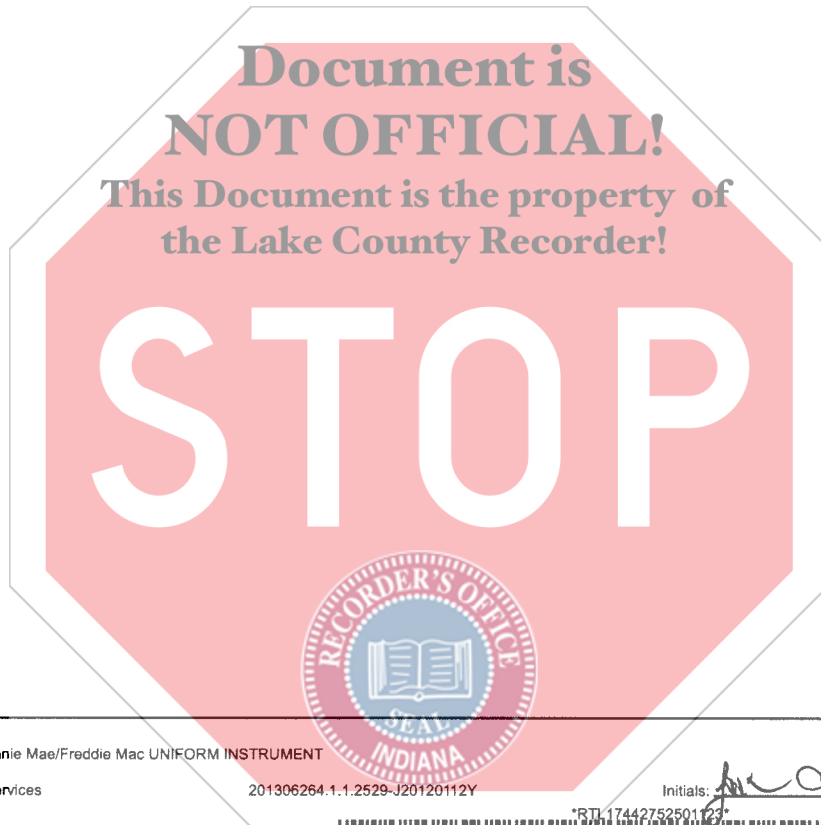 Document is
NOT OFFICIAL!
This Document is the property of
the Lake County Recorder!
STOP
RECORDER'S OFFICE
SEAL
INDIANA
nie Mae/Freddie Mac UNIFORM INSTRUMENT
ervices 201306264.1.1.2529-J20120112Y Initials:
*RTL17442752501123*